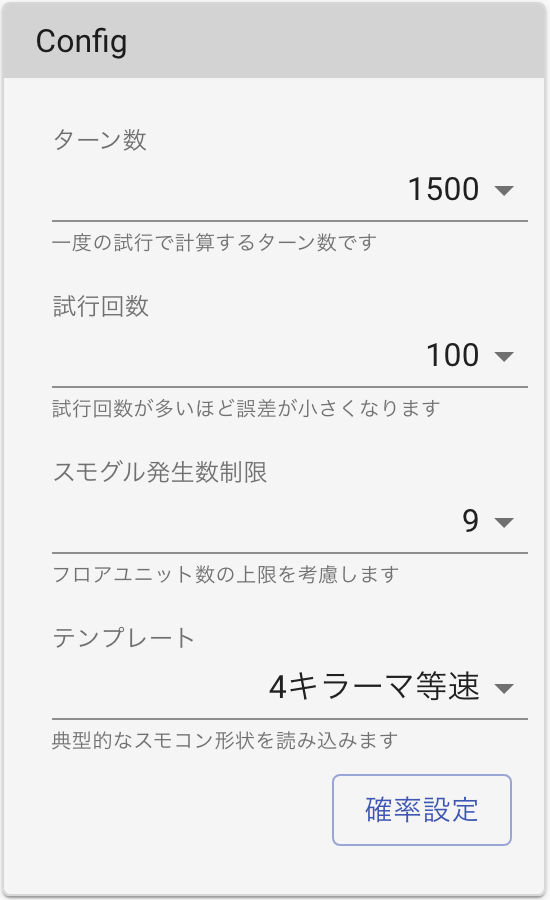 Config
ターン数
1500
一度の試行で計算するターン数です
試行回数
100
試行回数が多いほど誤差が小さくなります
スモグル発生数制限
9
フロアユニット数の上限を考慮します
テンプレート
4キラーマ等速
典型的なスモコン形状を読み込みます
確率設定